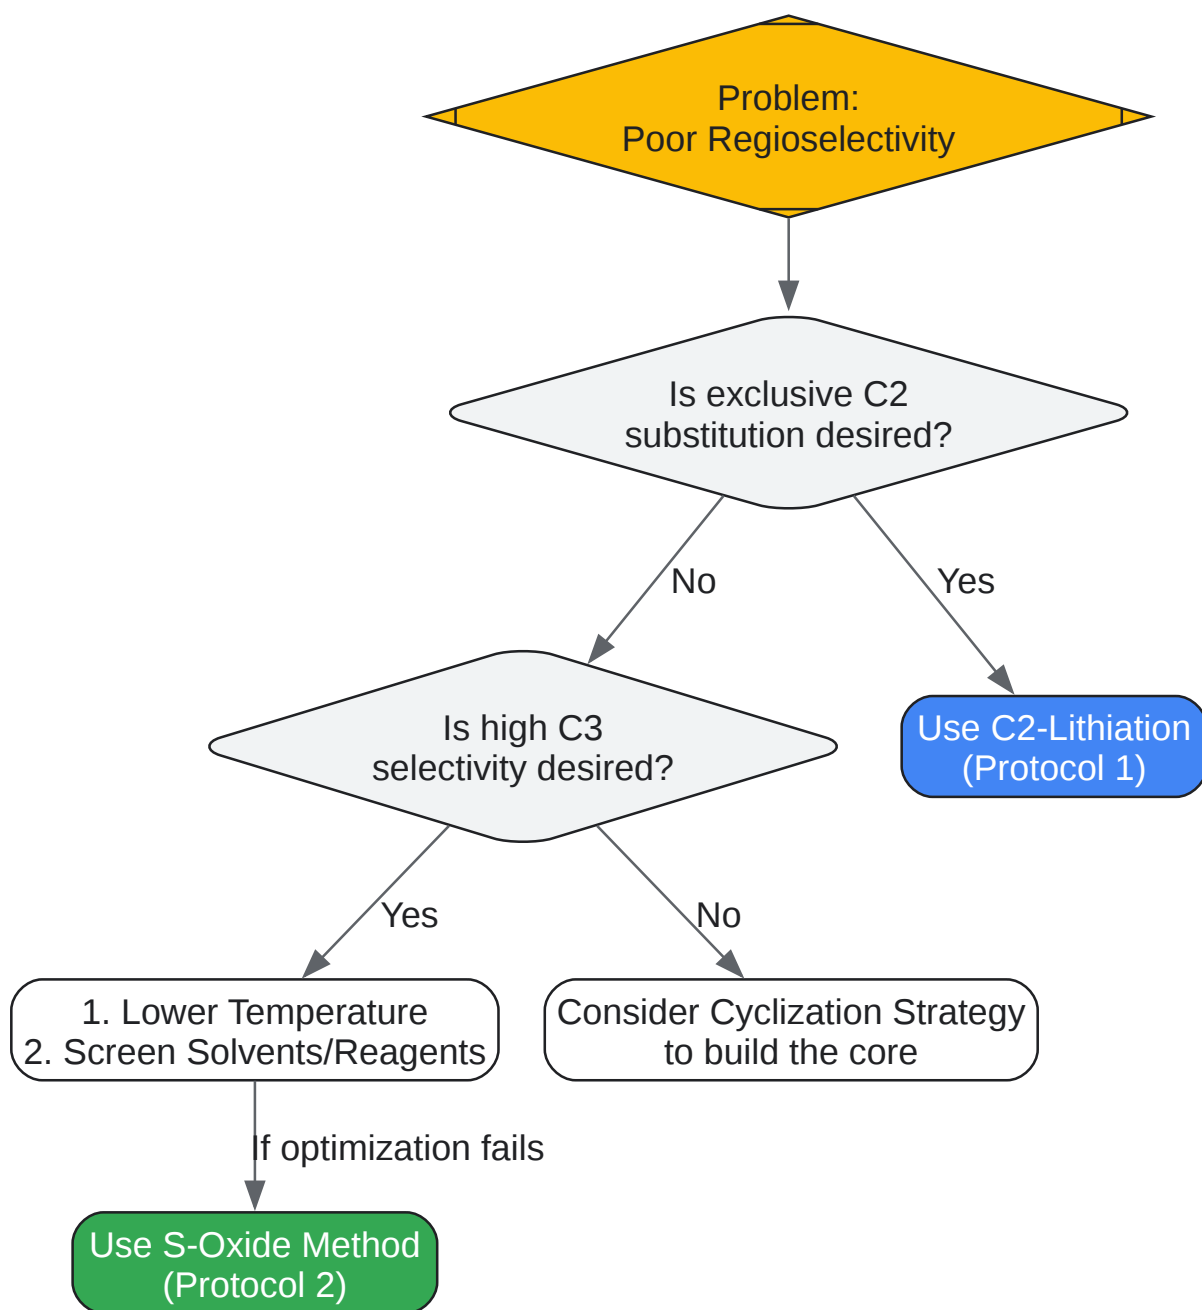 Problem:
Poor Regioselectivity
Is exclusive C2
substitution desired?
No
Yes
Is high C3
selectivity desired?
Use C2-Lithiation
(Protocol 1)
Yes
No
1. Lower Temperature
2. Screen Solvents/Reagents
Consider Cyclization Strategy
to build the core
If optimization fails
Use S-Oxide Method
(Protocol 2)